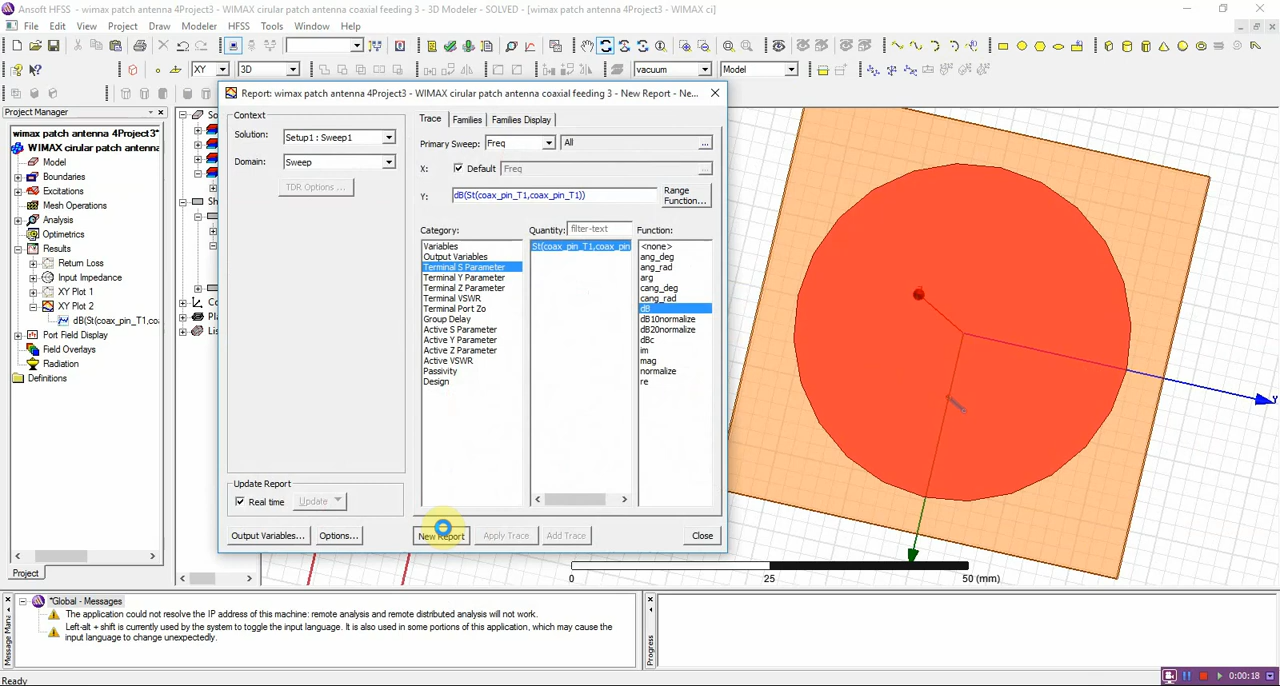 Ansoft HFSS - wimax patch antenna 4Project3 - WIMAX cirular patch antenna coaxial feeding 3 - 3D Modeler - SOLVED - [wimax patch antenna 4Project3 - WIMAX ci]
File Edit View Project Draw Modeler HFSS Tools Window Help
XY 3D vacuum Model
Project Manager
wimax patch antenna 4Project3*
WIMAX cirular patch antenna
Model
Boundaries
Excitations
Mesh Operations
Analysis
Optimetrics
Results
Return Loss
Input Impedance
XY Plot 1
XY Plot 2
dB(St(coax_pin_T1,co
Port Field Display
Field Overlays
Radiation
Definitions
Project
Report: wimax patch antenna 4Project3 - WIMAX cirular patch antenna coaxial feeding 3 - New Report - Ne...
Context
Solution: Setup1 : Sweep1
Domain: Sweep
TDR Options ...
Update Report
Real time Update
Output Variables... Options...
Trace Families Families Display
Primary Sweep: Freq All ...
X: Default Freq ...
Y: dB(St(coax_pin_T1,coax_pin_T1)) Range Function...
Category:
Variables
Output Variables
Terminal S Parameter
Terminal Y Parameter
Terminal Z Parameter
Terminal VSWR
Terminal Port Zo
Group Delay
Active S Parameter
Active Y Parameter
Active Z Parameter
Active VSWR
Passivity
Design
Quantity: filter-text
St(coax_pin_T1,coax_pin
Function:
<none>
ang_deg
ang_rad
arg
cang_deg
cang_rad
dB
dB10normalize
dB20normalize
dBc
im
mag
normalize
re
New Report Apply Trace Add Trace Close
Y
0 25 50 (mm)
*Global - Messages
The application could not resolve the IP address of this machine: remote analysis and remote distributed analysis will not work.
Left-alt + shift is currently used by the system to toggle the input language. It is also used in some portions of this application, which may cause the
input language to change unexpectedly.
Progress
Ready
0:00:18